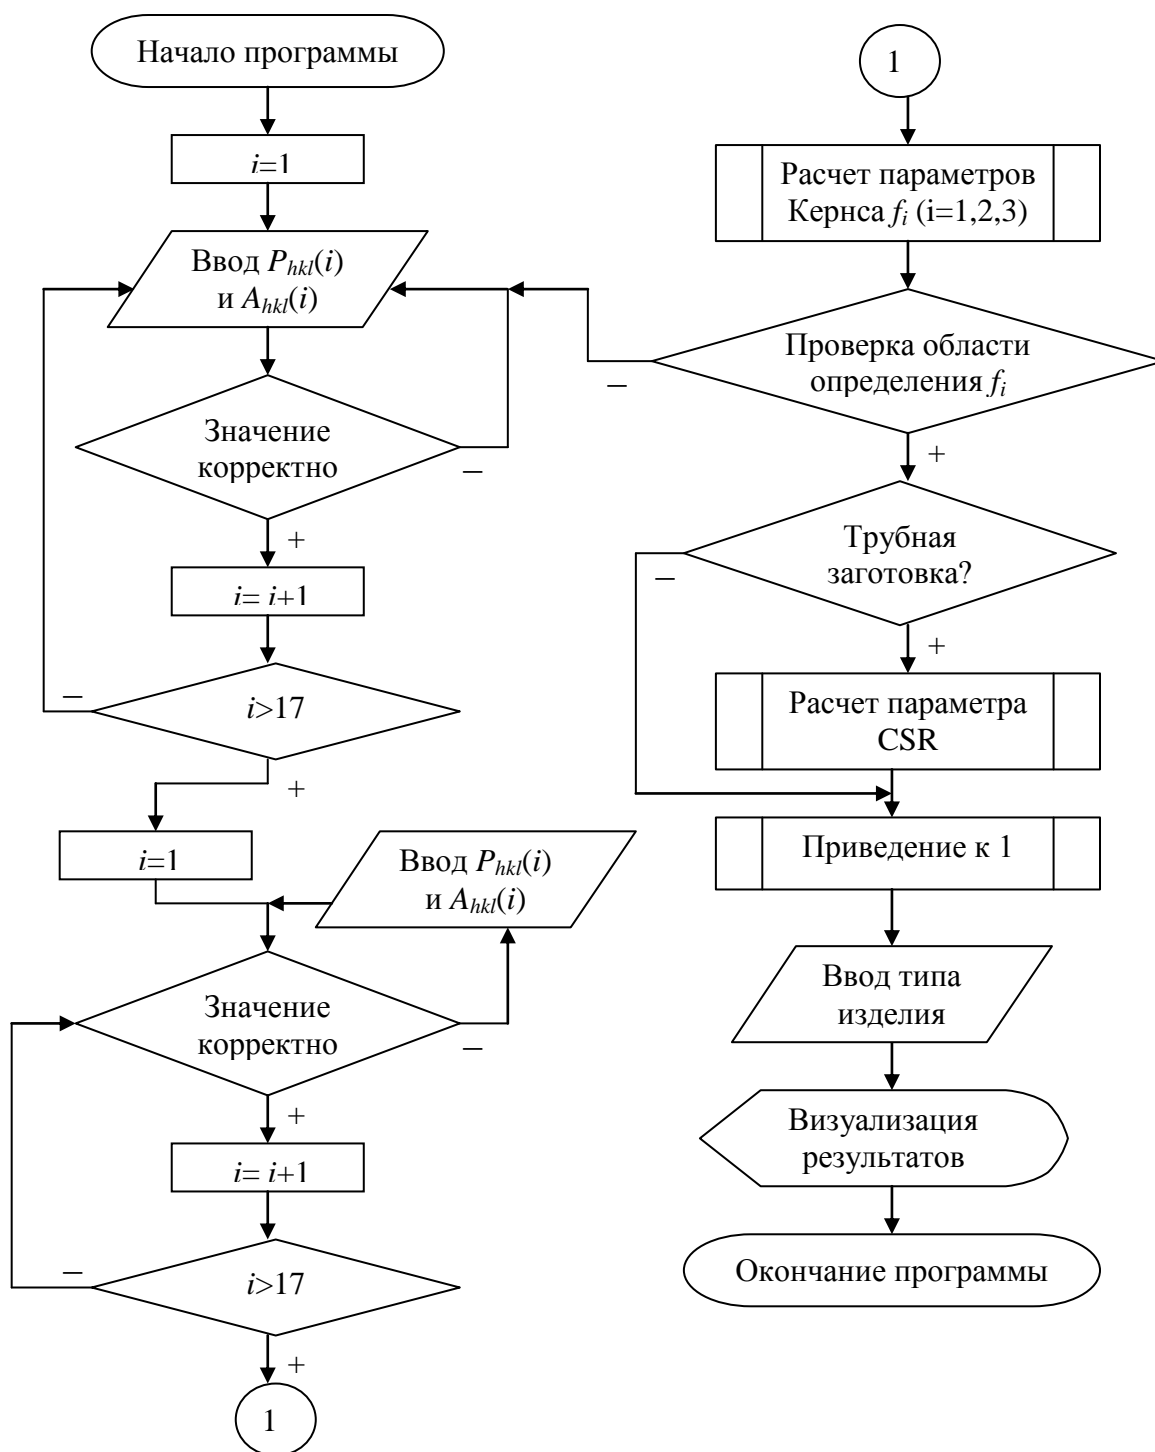 Начало программы
i=1
Ввод Phkl(i)
и Ahkl(i)
Значение
корректно
–
+
i= i+1
–
i>17
+
i=1
Ввод Phkl(i)
и Ahkl(i)
Значение
корректно
–
+
i= i+1
–
i>17
+
1
1
Расчет параметров
Кернса fi (i=1,2,3)
Проверка области
определения fi
–
+
Трубная
заготовка?
–
+
Расчет параметра
CSR
Приведение к 1
Ввод типа
изделия
Визуализация
результатов
Окончание программы